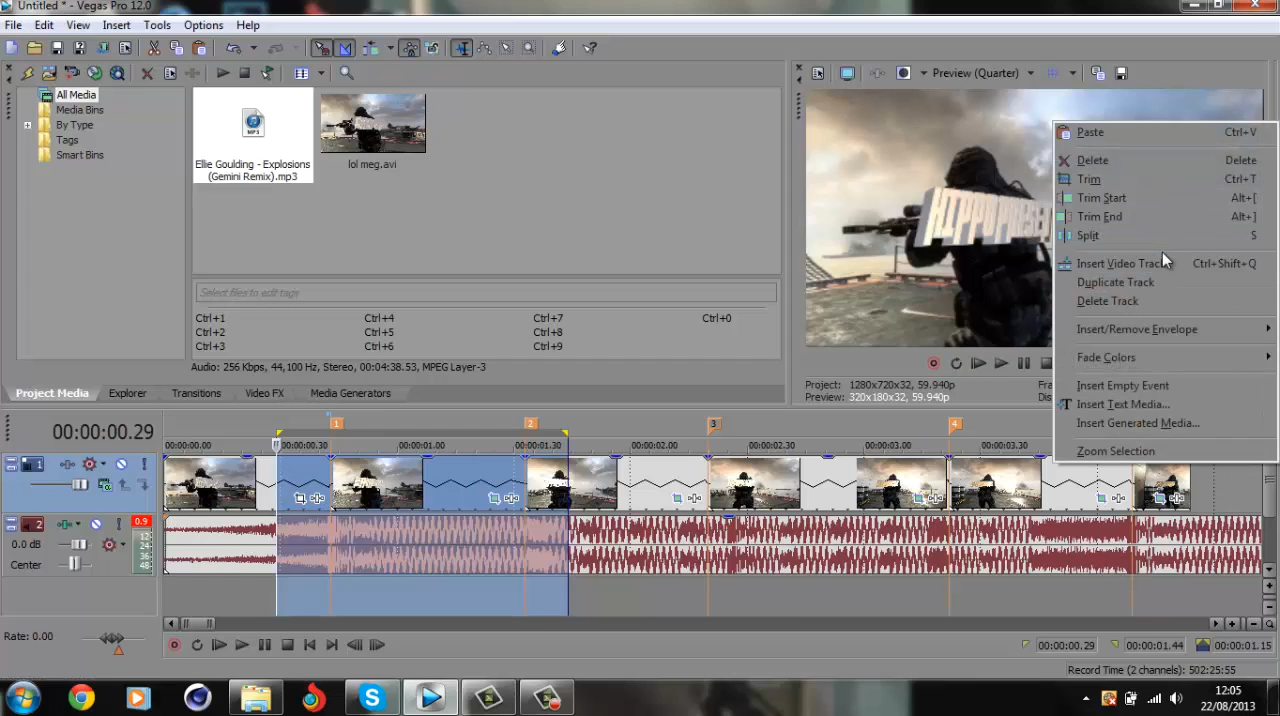 Untitled * - Vegas Pro 12.0
File Edit View Insert Tools Options Help
Preview (Quarter)
All Media
Media Bins
By Type
Tags
Smart Bins
MP3
Ellie Goulding - Explosions
(Gemini Remix).mp3
lol meg.avi
Select files to edit tags
Ctrl+1 Ctrl+4 Ctrl+7 Ctrl+0
Ctrl+2 Ctrl+5 Ctrl+8
Ctrl+3 Ctrl+6 Ctrl+9
Audio: 256 Kbps, 44,100 Hz, Stereo, 00:04:38.53, MPEG Layer-3
Project Media Explorer Transitions Video FX Media Generators
HIPPO
Project: 1280x720x32, 59.940p
Preview: 320x180x32, 59.940p
Paste Ctrl+V
Delete Delete
Trim Ctrl+T
Trim Start Alt+[
Trim End Alt+]
Split S
Insert Video Track Ctrl+Shift+Q
Duplicate Track
Delete Track
Insert/Remove Envelope
Fade Colors
Insert Empty Event
Insert Text Media...
Insert Generated Media...
Zoom Selection
00:00:00.29
1 2 3 4
00:00:00.00 00:00:00.30 00:00:01.00 00:00:01.30 00:00:02.00 00:00:02.30 00:00:03.00 00:00:03.30
1
2
0.9
0.0 dB
Center
12
24
36
48
Rate: 0.00
00:00:00.29 00:00:01.44 00:00:01.15
Record Time (2 channels): 502:25:55
12:05
22/08/2013